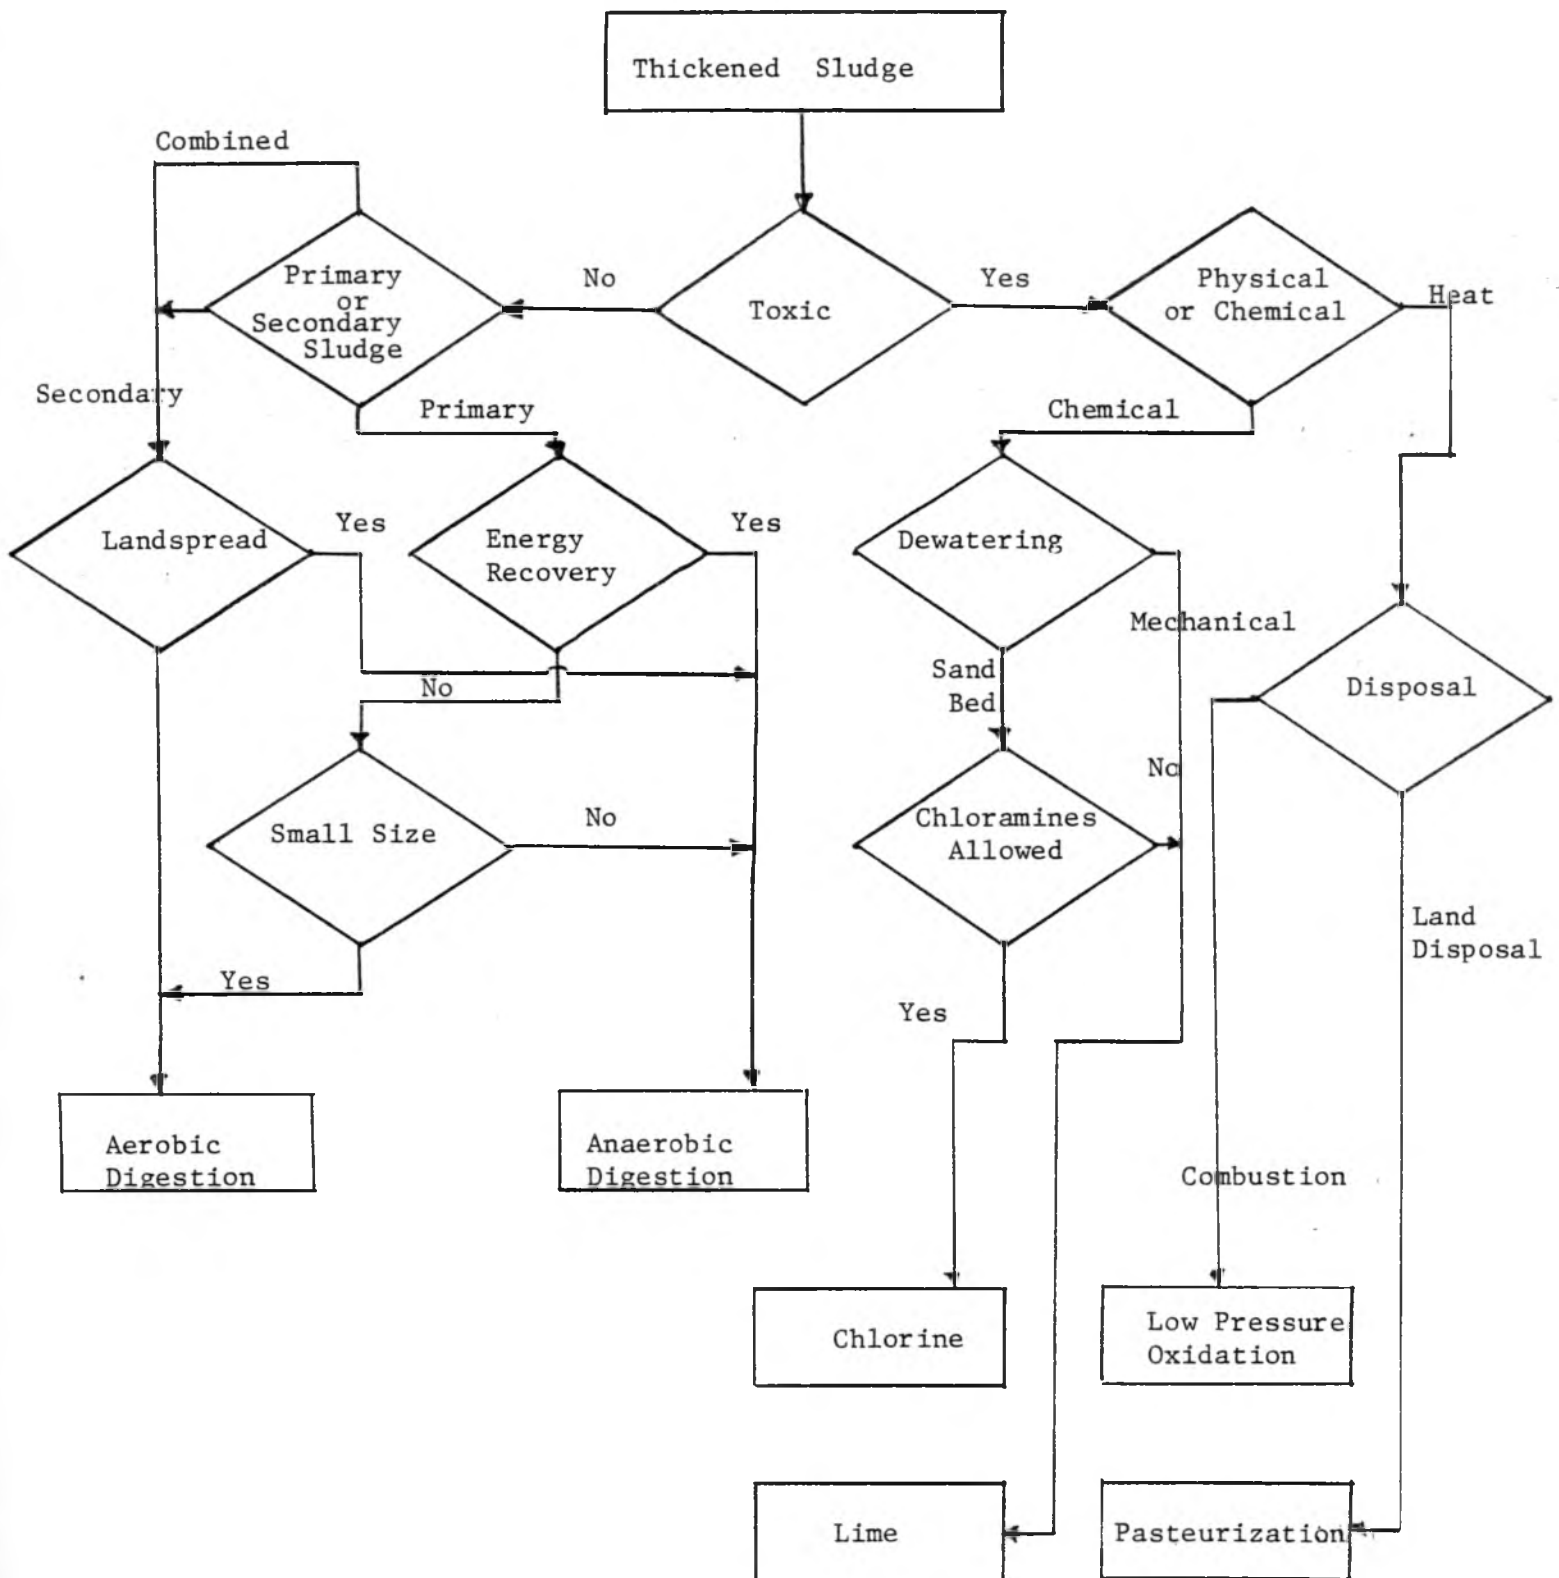 Thickened Sludge
Combined
Primary
or
Secondary
Sludge
No
Toxic
Yes
Physical
or Chemical
Heat
Secondary
Primary
Chemical
Landspread
Yes
Energy
Recovery
Yes
Dewatering
Mechanical
Sand
Bed
Disposal
No
Small Size
No
Chloramines
Allowed
No
Land
Disposal
Yes
Yes
Aerobic
Digestion
Anaerobic
Digestion
Combustion
Chlorine
Low Pressure
Oxidation
Lime
Pasteurization